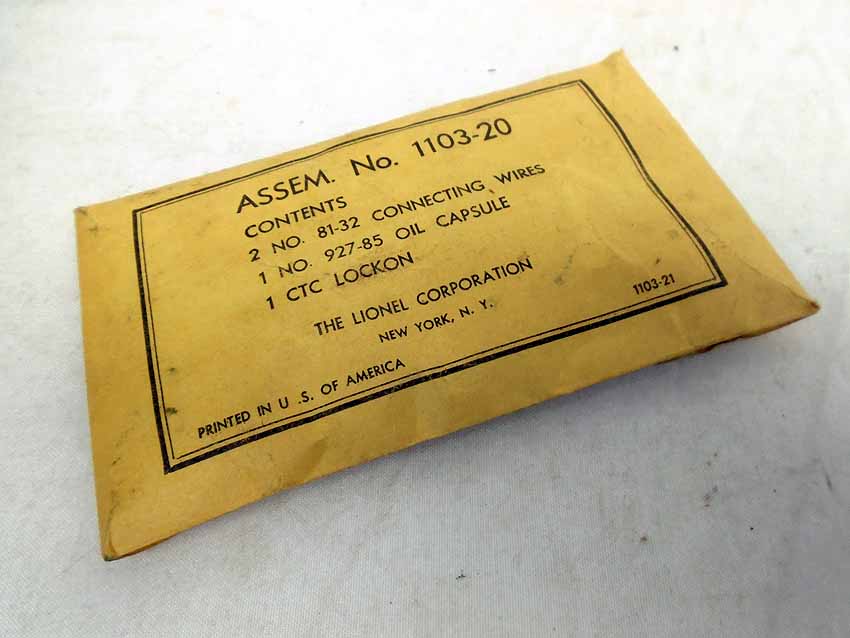 ASSEM. No. 1103-20
CONTENTS
2 NO. 81-32 CONNECTING WIRES
1 NO. 927-85 OIL CAPSULE
1 CTC LOCKON
THE LIONEL CORPORATION
NEW YORK, N. Y.
1103-21
PRINTED IN U .S. OF AMERICA